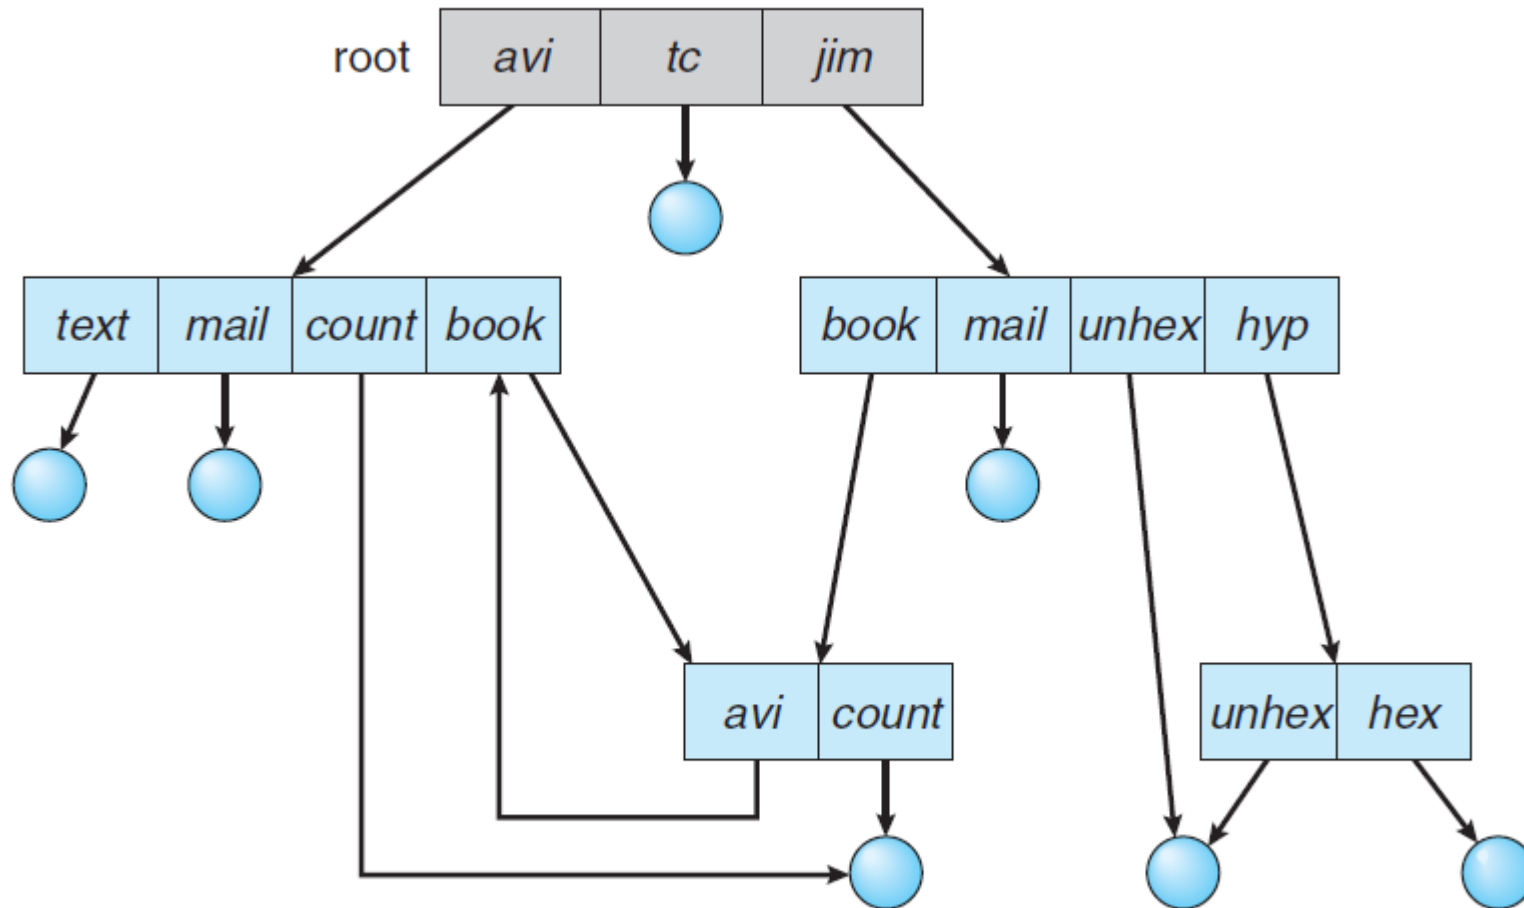 root avi tc jim
text mail count book
book mail unhex hyp
avi count
unhex hex